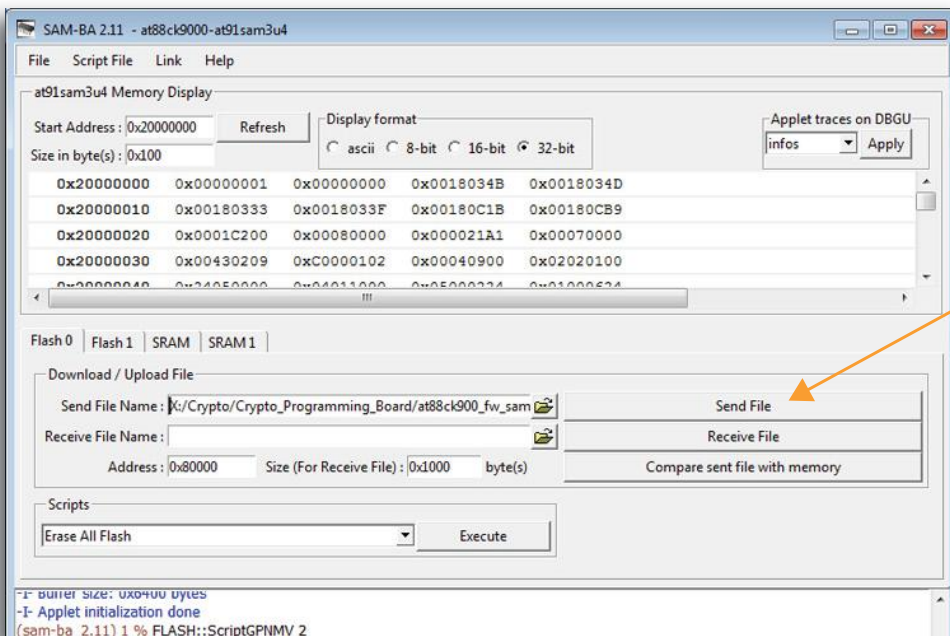 SAM-BA 2.11 - at88ck9000-at91sam3u4
File Script File Link Help
at91sam3u4 Memory Display
Start Address : 0x20000000 Refresh
Size in byte(s) : 0x100
Display format
ascii 8-bit 16-bit 32-bit
Applet traces on DBGU
infos Apply
0x20000000 0x00000001 0x00000000 0x0018034B 0x0018034D
0x20000010 0x00180333 0x0018033F 0x00180C1B 0x00180CB9
0x20000020 0x0001C200 0x00080000 0x000021A1 0x00070000
0x20000030 0x00430209 0xC0000102 0x00040900 0x02020100
Flash 0 Flash 1 SRAM SRAM1
Download / Upload File
Send File Name : X:/Crypto/Crypto_Programming_Board/at88ck900_fw_sam Send File
Receive File Name : Receive File
Address : 0x80000 Size (For Receive File) : 0x1000 byte(s) Compare sent file with memory
Scripts
Erase All Flash Execute
-I- Buffer size: 0x6400 bytes
-I- Applet initialization done
(sam-ba_2.11) 1 % FLASH::ScriptGPNMV 2